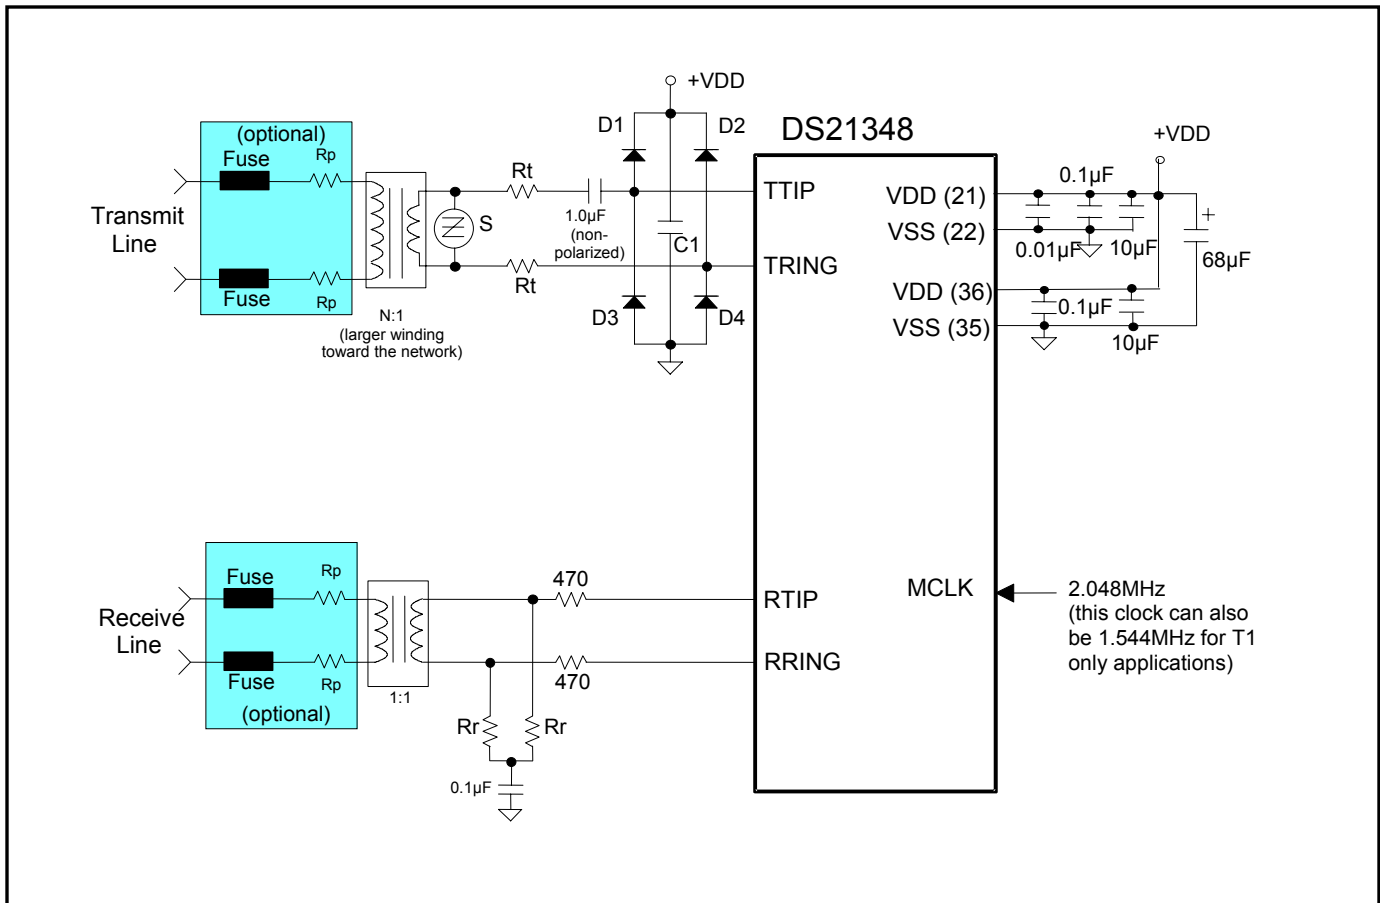 +VDD
(optional)
Fuse
Rp
D1
D2
DS21348
+VDD
Rt
0.1µF
TTIP
VDD (21)
Transmit
Line
S
1.0µF
(non-
polarized)
C1
VSS (22)
0.01µF
10µF
68µF
+
TRING
Fuse
Rp
Rt
VDD (36)
0.1µF
N:1
(larger winding
toward the network)
D3
D4
VSS (35)
10µF
Fuse
Rp
470
RTIP
MCLK
2.048MHz
(this clock can also
be 1.544MHz for T1
only applications)
Receive
Line
RRING
Fuse
Rp
470
1:1
(optional)
Rr
Rr
0.1µF